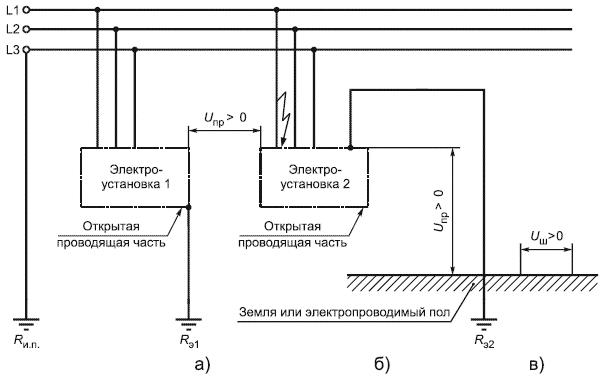 L1
L2
L3
Uпр> 0
Электро-
установка 1
Электро-
установка 2
Uпр> 0
Открытая
проводящая часть
Открытая
проводящая часть
Uш>0
Земля или электропроводимый пол
Rи.п.
Rэ1
Rэ2
а)
б)
в)